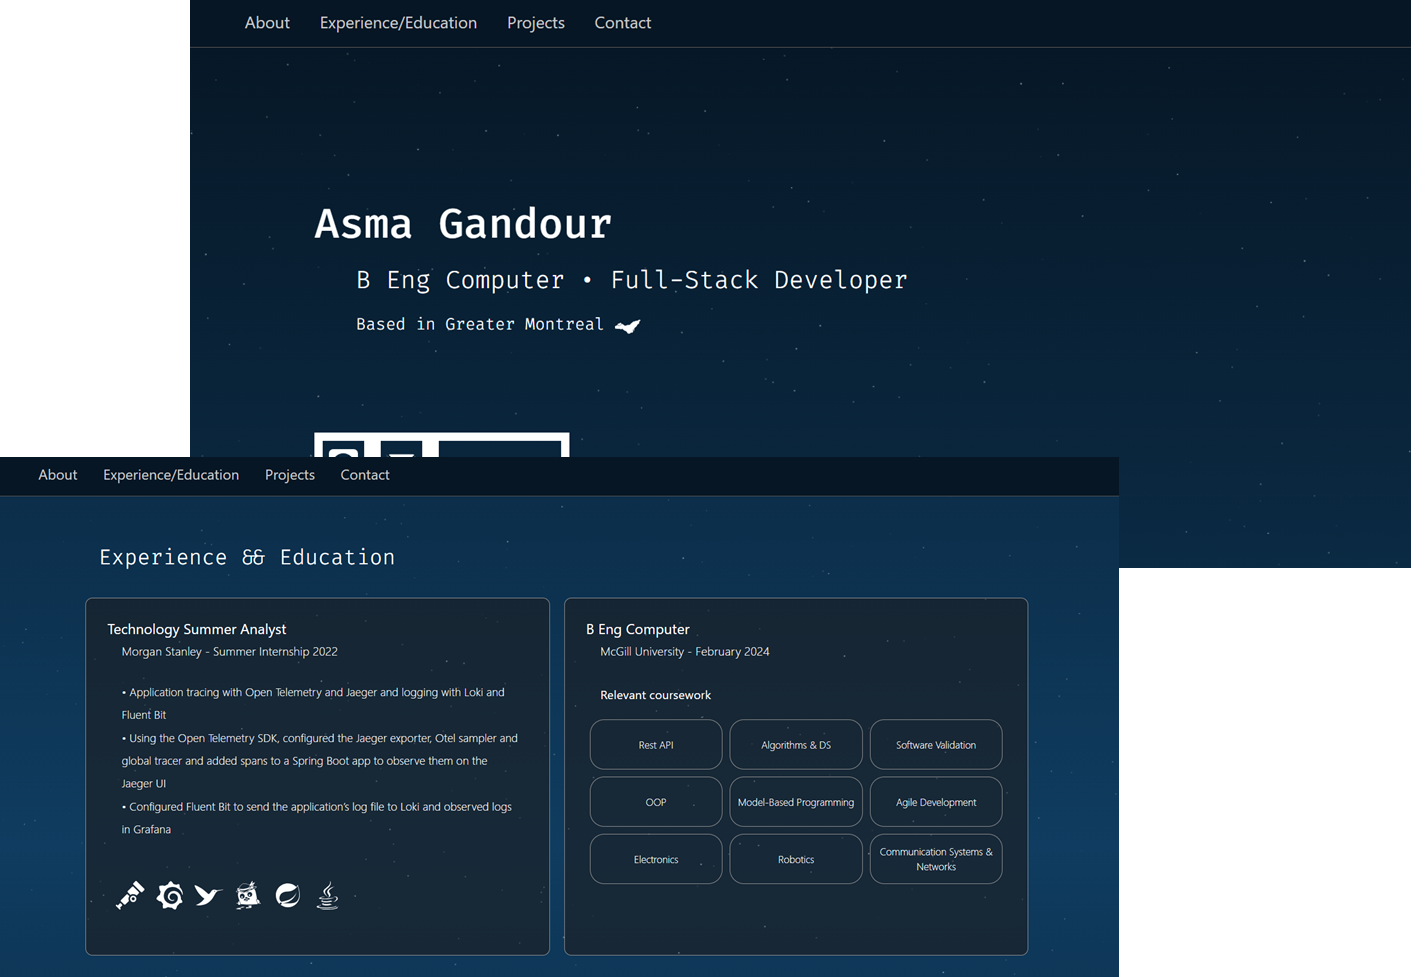 About Experience/Education Projects Contact
Asma Gandour
B Eng Computer • Full-Stack Developer
Based in Greater Montreal
About Experience/Education Projects Contact
Experience && Education
Technology Summer Analyst
Morgan Stanley - Summer Internship 2022
• Application tracing with Open Telemetry and Jaeger and logging with Loki and
Fluent Bit
• Using the Open Telemetry SDK, configured the Jaeger exporter, Otel sampler and
global tracer and added spans to a Spring Boot app to observe them on the
Jaeger UI
• Configured Fluent Bit to send the application's log file to Loki and observed logs
in Grafana
B Eng Computer
McGill University - February 2024
Relevant coursework
Rest API
Algorithms & DS
Software Validation
OOP
Model-Based Programming
Agile Development
Electronics
Robotics
Communication Systems &
Networks